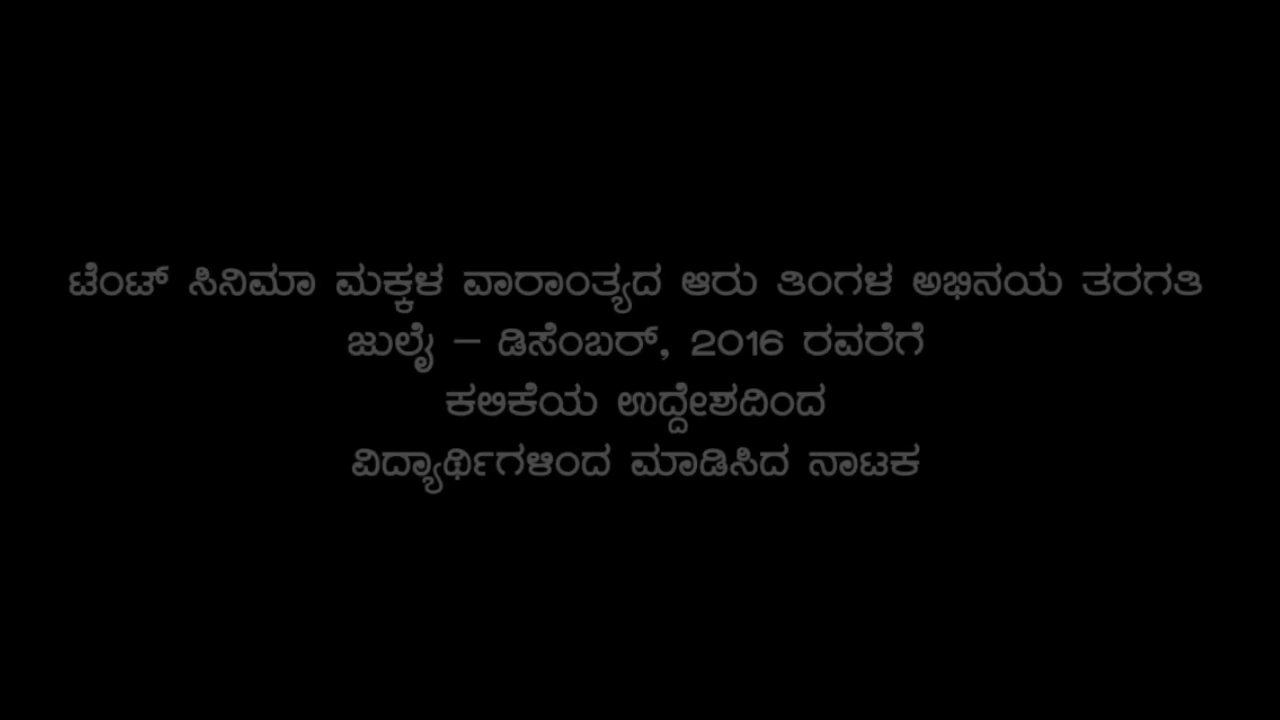 ಟೆಂಟ್ ಸಿನಿಮಾ ಮಕ್ಕಳ ವಾರಾಂತ್ಯದ ಆರು ತಿಂಗಳ ಅಭಿನಯ ತರಗತಿ
ಜುಲೈ – ಡಿಸೆಂಬರ್, 2016 ರವರೆಗೆ
ಕಲಿಕೆಯ ಉದ್ದೇಶದಿಂದ
ವಿದ್ಯಾರ್ಥಿಗಳಿಂದ ಮಾಡಿಸಿದ ನಾಟಕ